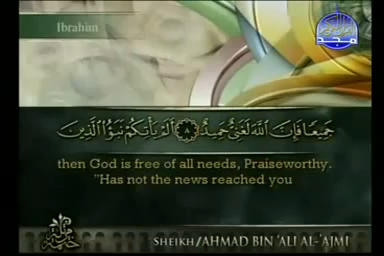 Ibrahim
جَمِيعًا فَإِنَّ ٱللَّهَ لَغَنِىٌّ حَمِيدٌ ٨ أَلَمْ يَأْتِكُمْ نَبَؤُا۟ ٱلَّذِينَ
then God is free of all needs, Praiseworthy.
"Has not the news reached you
SHEIKH/AHMAD BIN 'ALI AL-'AJMI